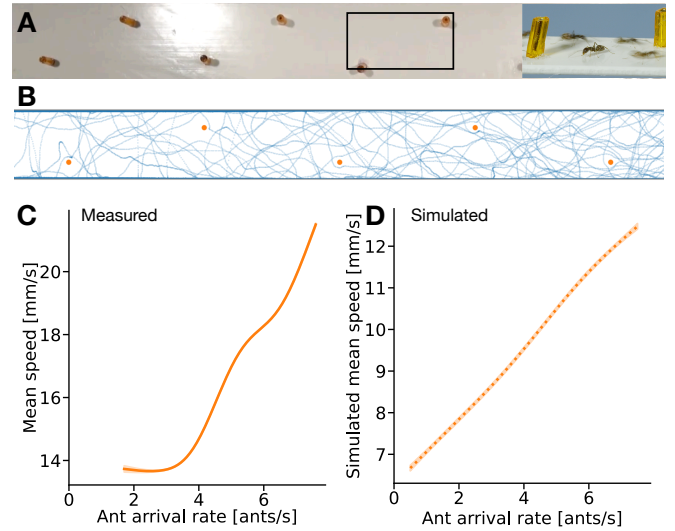 A
B
C Measured
20
18
16
14
0 2 4 6
Mean speed [mm/s]
Ant arrival rate [ants/s]
D Simulated
12
11
10
9
8
7
0 2 4 6
Simulated mean speed [mm/s]
Ant arrival rate [ants/s]